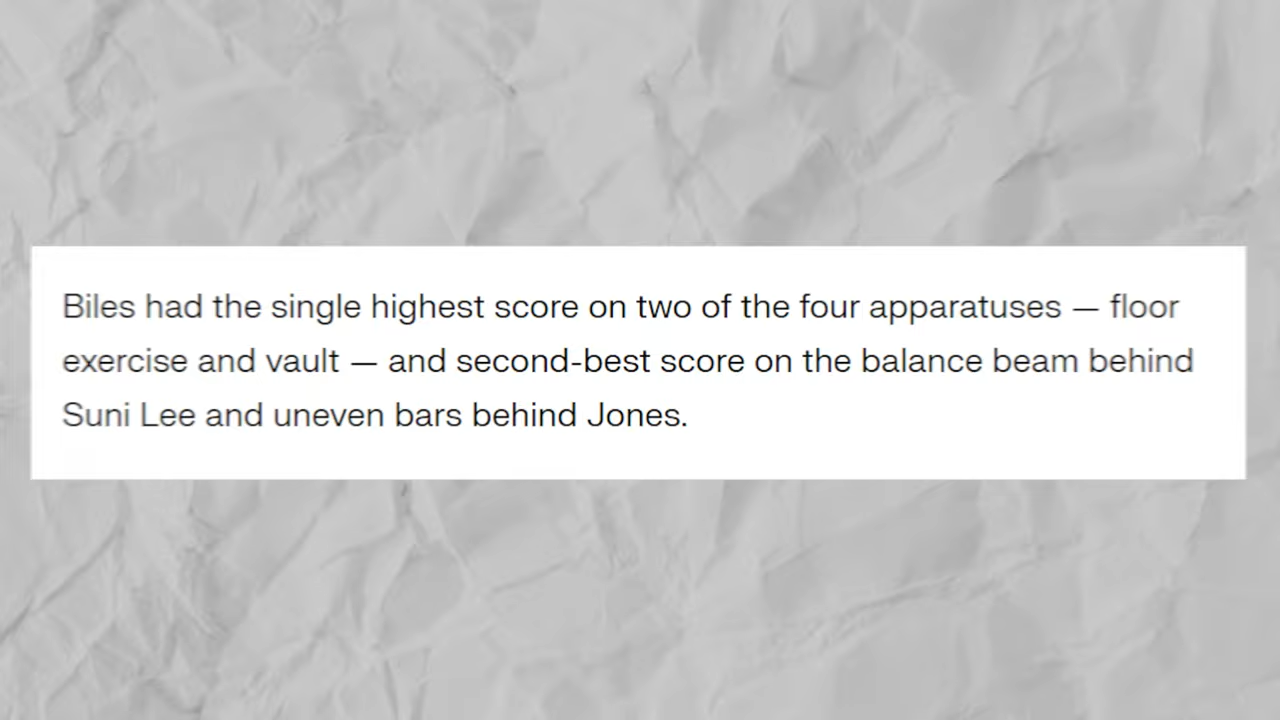 Biles had the single highest score on two of the four apparatuses — floor
exercise and vault — and second-best score on the balance beam behind
Suni Lee and uneven bars behind Jones.